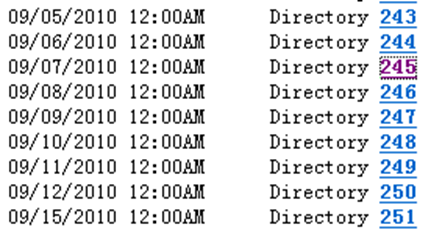 09/05/2010 12:00AM Directory 243
09/06/2010 12:00AM Directory 244
09/07/2010 12:00AM Directory 245
09/08/2010 12:00AM Directory 246
09/09/2010 12:00AM Directory 247
09/10/2010 12:00AM Directory 248
09/11/2010 12:00AM Directory 249
09/12/2010 12:00AM Directory 250
09/15/2010 12:00AM Directory 251